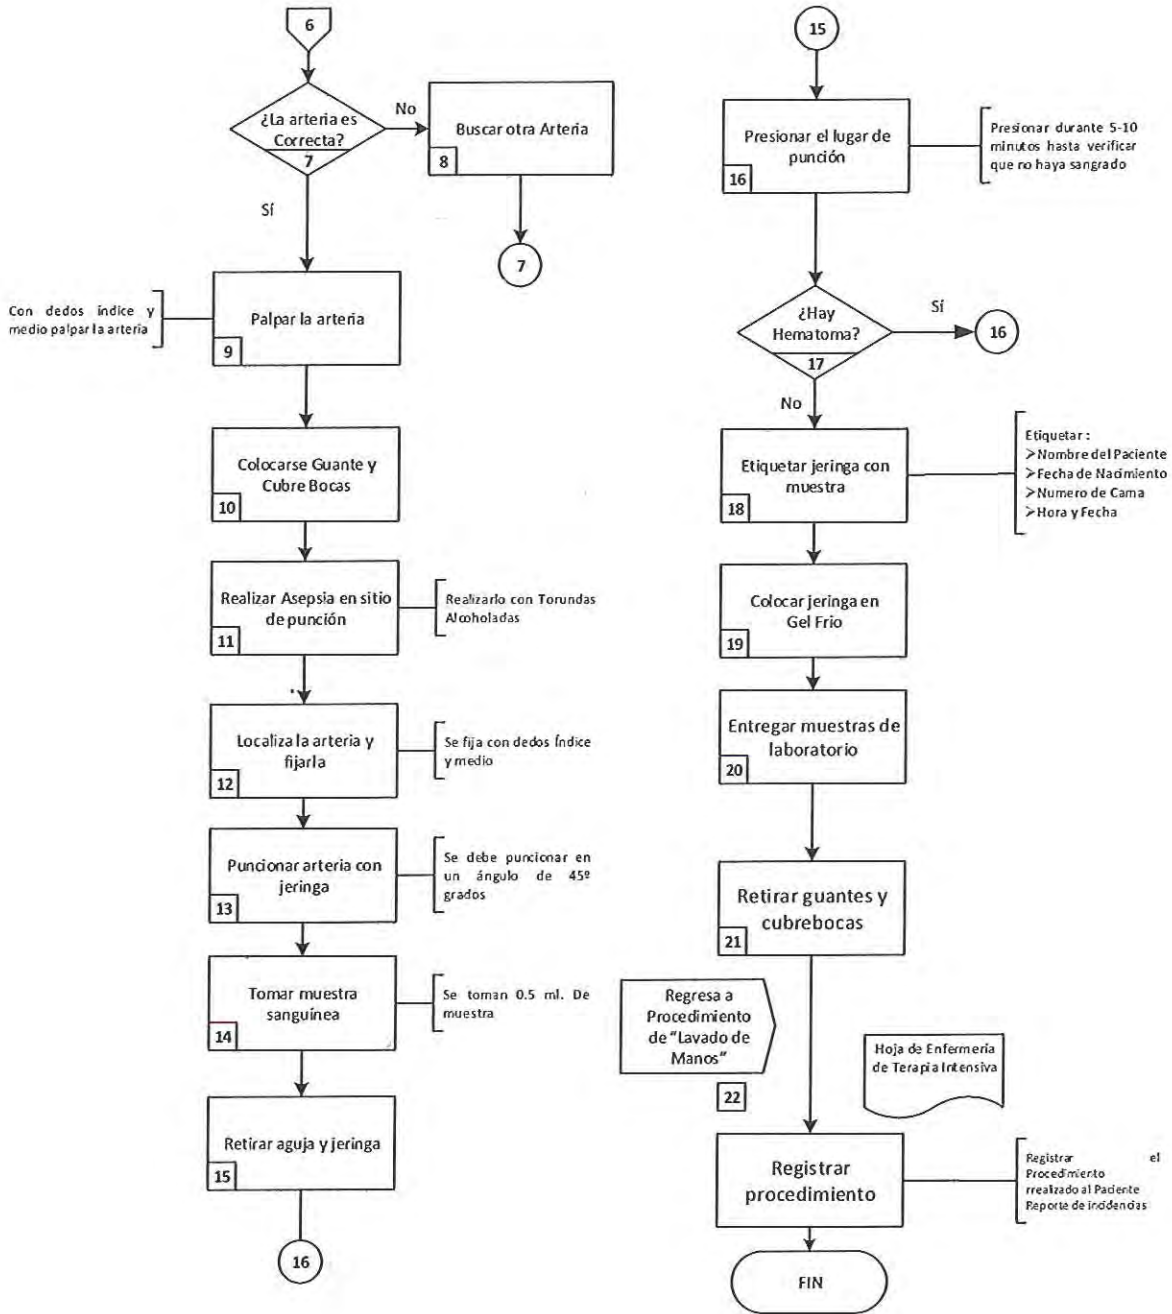 6
¿La arteria es
Correcta?
7
No
Buscar otra Arteria
8
7
Sí
Con dedos índice y
medio palpar la arteria
Palpar la arteria
9
Colocarse Guante y
Cubre Bocas
10
Realizar Asepsia en sitio
de punción
11
Realizarlo con Torundas
Alcoholadas
Localiza la arteria y
fijarla
12
Se fija con dedos Índice
y medio
Puncionar arteria con
jeringa
13
Se debe puncionar en
un ángulo de 45º
grados
Tomar muestra
sanguínea
14
Se toman 0.5 ml. De
muestra
Retirar aguja y jeringa
15
16
15
Presionar el lugar de
punción
16
Presionar durante 5-10
minutos hasta verificar
que no haya sangrado
¿Hay
Hematoma?
17
Sí
16
No
Etiquetar jeringa con
muestra
18
Etiquetar :
➢Nombre del Paciente
➢Fecha de Nacimiento
➢Numero de Cama
➢Hora y Fecha
Colocar jeringa en
Gel Frio
19
Entregar muestras de
laboratorio
20
Retirar guantes y
cubrebocas
21
Regresa a
Procedimiento
de "Lavado de
Manos"
22
Hoja de Enfermería
de Terapia Intensiva
Registrar
procedimiento
Registrar el
Procedimiento
rrealizado al Paciente
Reporte de incidencias
FIN